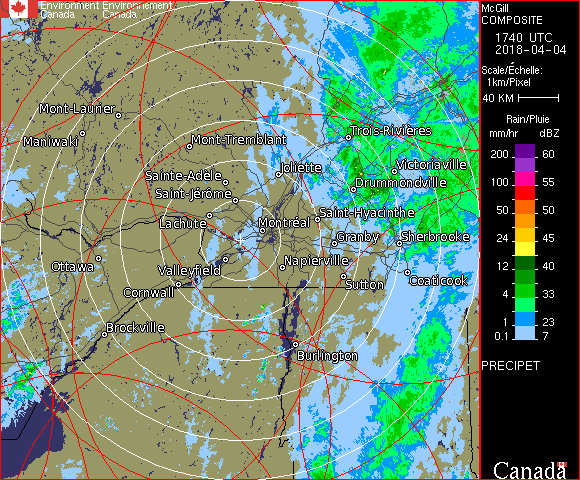 Environment Environnement
Canada Canada
Mont-Laurier
Maniwaki
Mont-Tremblant
Trois-Rivières
Joliette
Victoriaville
Sainte-Adèle
Drummondville
Saint-Jérôme
Lachute
Saint-Hyacinthe
Montréal
Granby
Sherbrooke
Ottawa
Valleyfield
Napierville
Cornwall
Sutton
Coaticook
Brockville
Burlington
McGill
COMPOSITE
1740 UTC
2018-04-04
Scale/Échelle:
1km/Pixel
40 KM
Rain/Pluie
mm/hr dBZ
200 60
150 57
100 55
50 50
24 45
12 40
4 33
1 23
0.1 7
PRECIPET
Canada